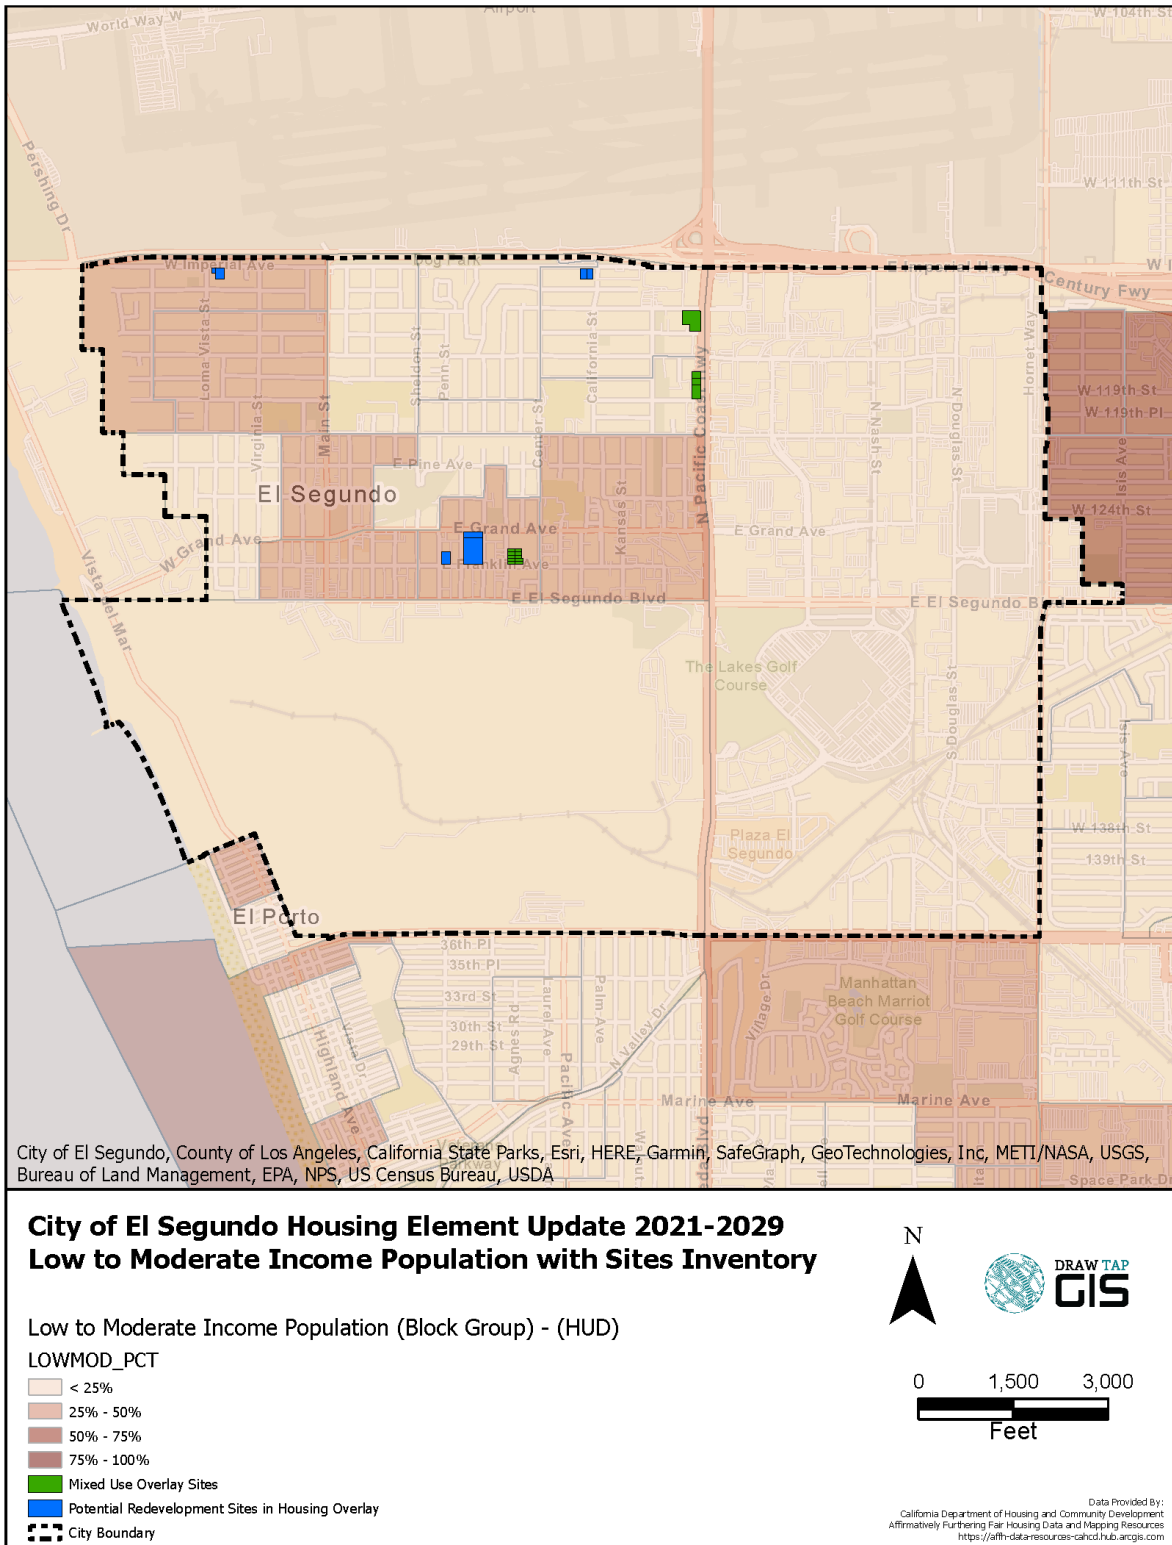 Airport
W 104th St
World Way W
Pershing Dr
W 111th St
W Imperial Ave
Dog Park
E Imperial Hwy
W I
Century Fwy
Loma Vista St
Sheldon St
Penn St
California St
Hornet Way
N Pacific Coast Hwy
W 119th St
W 119th Pl
Virginia St
Main St
Center St
N Nash St
N Douglas St
Isis Ave
E Pine Ave
El Segundo
Kansas St
W 124th St
E Grand Ave
E Grand Ave
W Grand Ave
E Franklin Ave
E El Segundo Blvd
E El Segundo Blvd
Vista Del Mar
The Lakes Golf
Course
S Douglas St
Isis Ave
Plaza El
Segundo
W 138th St
139th St
El Porto
36th Pl
35th Pl
33rd St
30th St
29th St
Agnes Rd
Laurel Ave
Palm Ave
N Valley Dr
Pacific Ave
Village Dr
Manhattan
Beach Marriot
Golf Course
Highland Ave
Vista Dr
Marine Ave
Marine Ave
Veterans
Parkway
Walnut
eda Blvd
Space Park Dr
City of El Segundo, County of Los Angeles, California State Parks, Esri, HERE, Garmin, SafeGraph, GeoTechnologies, Inc, METI/NASA, USGS,
Bureau of Land Management, EPA, NPS, US Census Bureau, USDA
City of El Segundo Housing Element Update 2021-2029
Low to Moderate Income Population with Sites Inventory
N
DRAW TAP
GIS
Low to Moderate Income Population (Block Group) - (HUD)
LOWMOD_PCT
< 25%
25% - 50%
50% - 75%
75% - 100%
Mixed Use Overlay Sites
Potential Redevelopment Sites in Housing Overlay
City Boundary
0 1,500 3,000
Feet
Data Provided By:
California Department of Housing and Community Development
Affirmatively Furthering Fair Housing Data and Mapping Resources
https://affh-data-resources-cahcd.hub.arcgis.com